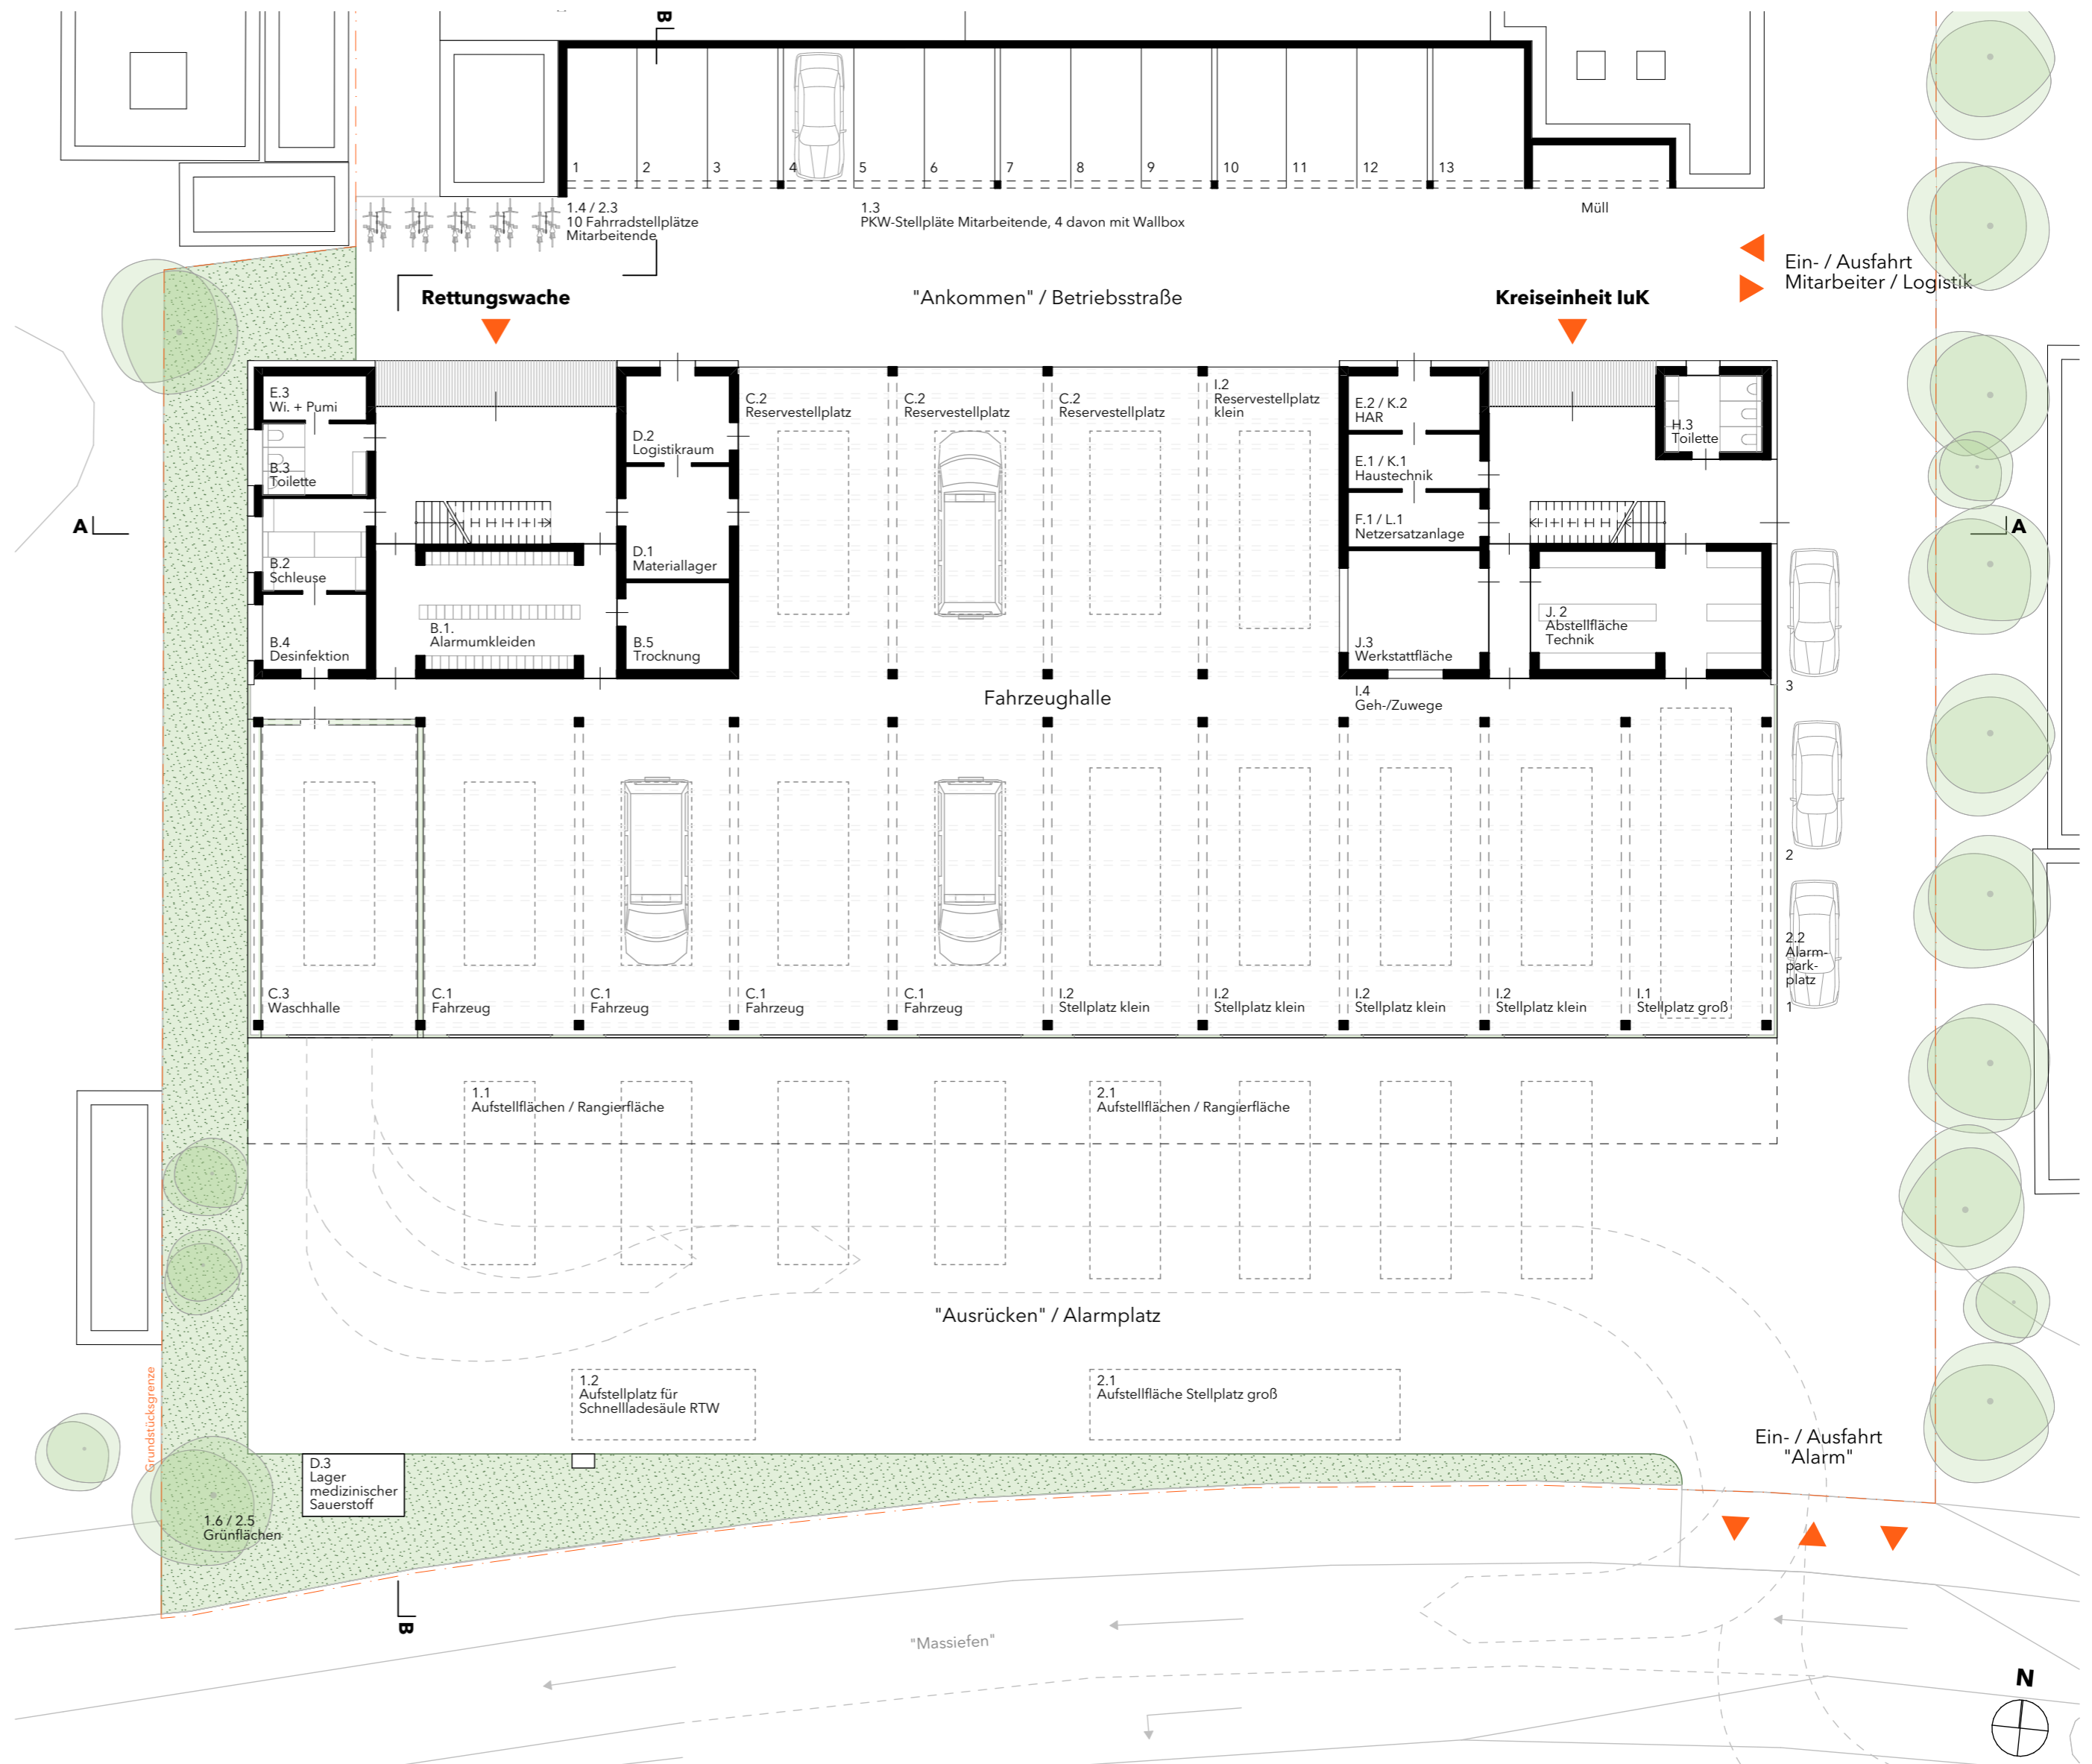 B
1
2
3
4
5
6
7
8
9
10
11
12
13
1.4 / 2.3
10 Fahrradstellplätze
Mitarbeitende
1.3
PKW-Stellpläte Mitarbeitende, 4 davon mit Wallbox
Müll
Ein- / Ausfahrt
Mitarbeiter / Logistik
Rettungswache
"Ankommen" / Betriebsstraße
Kreiseinheit IuK
E.3
Wi. + Pumi
B.3
Toilette
B.2
Schleuse
B.4
Desinfektion
B.1.
Alarmumkleiden
D.2
Logistikraum
D.1
Materiallager
B.5
Trocknung
C.2
Reservestellplatz
C.2
Reservestellplatz
C.2
Reservestellplatz
I.2
Reservestellplatz
klein
E.2 / K.2
HAR
E.1 / K.1
Haustechnik
F.1 / L.1
Netzersatzanlage
J.3
Werkstattfläche
H.3
Toilette
J. 2
Abstellfläche
Technik
A
A
Fahrzeughalle
I.4
Geh-/Zuwege
3
2
2.2
Alarm-
park-
platz
1
C.3
Waschhalle
C.1
Fahrzeug
C.1
Fahrzeug
C.1
Fahrzeug
C.1
Fahrzeug
I.2
Stellplatz klein
I.2
Stellplatz klein
I.2
Stellplatz klein
I.2
Stellplatz klein
I.1
Stellplatz groß
1.1
Aufstellflächen / Rangierfläche
2.1
Aufstellflächen / Rangierfläche
"Ausrücken" / Alarmplatz
1.2
Aufstellplatz für
Schnellladesäule RTW
2.1
Aufstellfläche Stellplatz groß
Ein- / Ausfahrt
"Alarm"
Grundstücksgrenze
D.3
Lager
medizinischer
Sauerstoff
1.6 / 2.5
Grünflächen
B
"Massiefen"
N